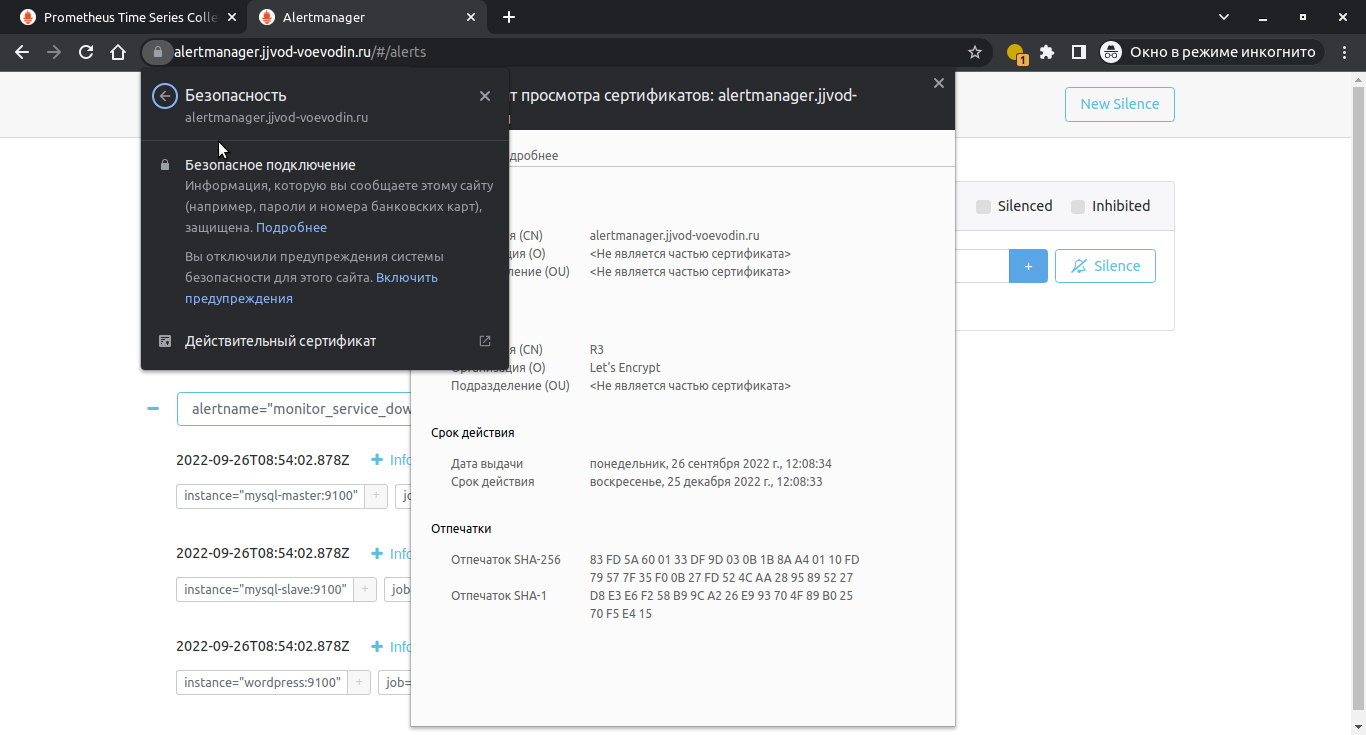 Prometheus Time Series Colle
Alertmanager
alertmanager.jjvod-voevodin.ru/#/alerts
1
Окно в режиме инкогнито
Безопасность
alertmanager.jjvod-voevodin.ru
Безопасное подключение
Информация, которую вы сообщаете этому сайту
(например, пароли и номера банковских карт),
защищена. Подробнее
Вы отключили предупреждения системы
безопасности для этого сайта. Включить
предупреждения
Действительный сертификат
т просмотра сертификатов: alertmanager.jjvod-
дробнее
я (CN) alertmanager.jjvod-voevodin.ru
ция (O) <Не является частью сертификата>
ление (OU) <Не является частью сертификата>
я (CN) R3
Организация (O) Let's Encrypt
Подразделение (OU) <Не является частью сертификата>
Срок действия
Дата выдачи понедельник, 26 сентября 2022 г., 12:08:34
Срок действия воскресенье, 25 декабря 2022 г., 12:08:33
Отпечатки
Отпечаток SHA-256 83 FD 5A 60 01 33 DF 9D 03 0B 1B 8A A4 01 10 FD
79 57 7F 35 F0 0B 27 FD 52 4C AA 28 95 89 52 27
Отпечаток SHA-1 D8 E3 E6 F2 58 B9 9C A2 26 E9 93 70 4F 89 B0 25
70 F5 E4 15
New Silence
Silenced Inhibited
+ Silence
alertname="monitor_service_dow
2022-09-26T08:54:02.878Z + Info
instance="mysql-master:9100" + jo
2022-09-26T08:54:02.878Z + Info
instance="mysql-slave:9100" + job
2022-09-26T08:54:02.878Z + Info
instance="wordpress:9100" + job=